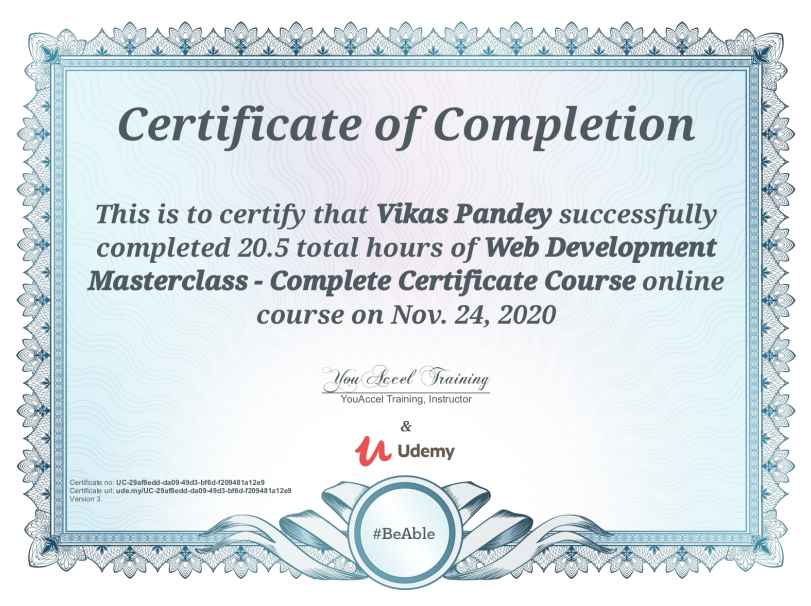 Certificate of Completion
This is to certify that Vikas Pandey successfully
completed 20.5 total hours of Web Development
Masterclass - Complete Certificate Course online
course on Nov. 24, 2020
YouAccel Training
YouAccel Training, Instructor
&
Udemy
Certificate no: UC-29af8edd-da09-49d3-bf6d-f209481a12e9
Certificate url: ude.my/UC-29af8edd-da09-49d3-bf6d-f209481a12e9
Version 3
#BeAble